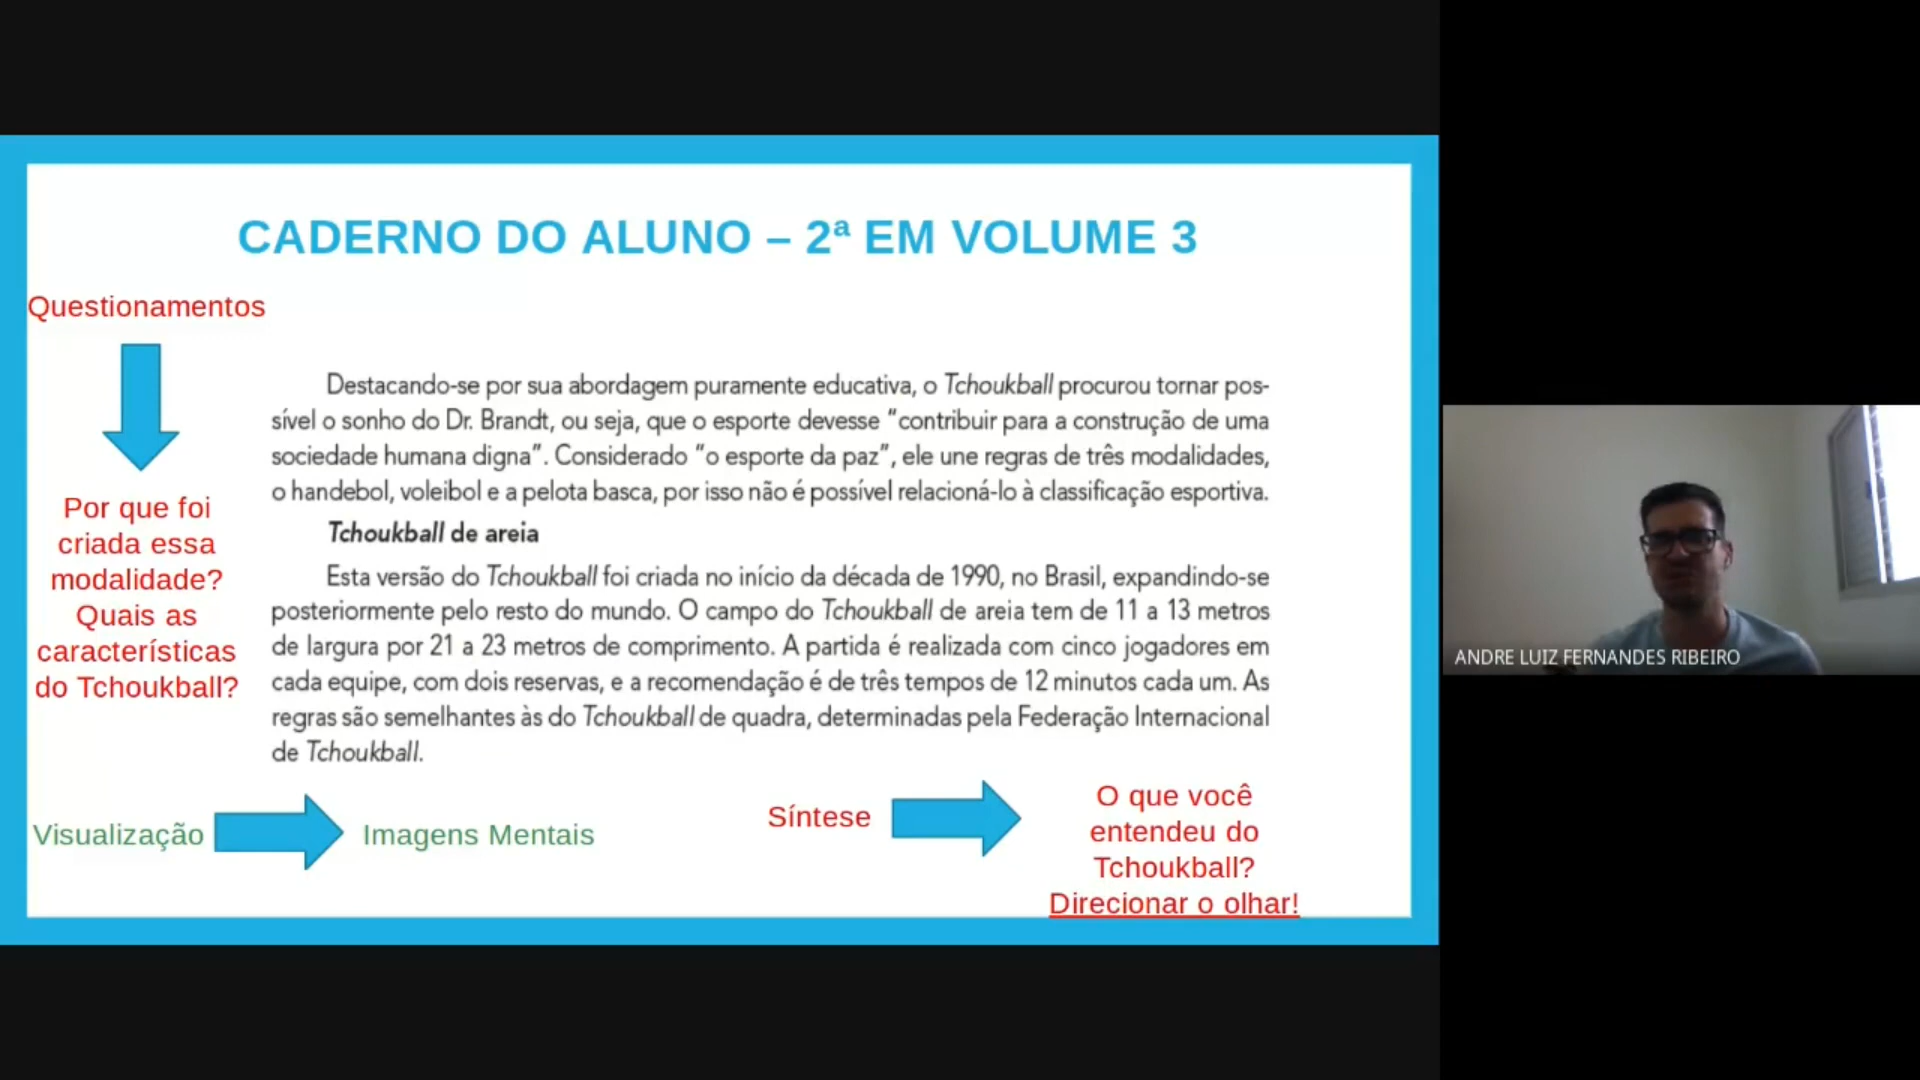 CADERNO DO ALUNO – 2ª EM VOLUME 3
Questionamentos
Por que foi
criada essa
modalidade?
Quais as
características
do Tchoukball?
Destacando-se por sua abordagem puramente educativa, o Tchoukball procurou tornar pos-
sível o sonho do Dr. Brandt, ou seja, que o esporte devesse “contribuir para a construção de uma
sociedade humana digna”. Considerado “o esporte da paz”, ele une regras de três modalidades,
o handebol, voleibol e a pelota basca, por isso não é possível relacioná-lo à classificação esportiva.
Tchoukball de areia
Esta versão do Tchoukball foi criada no início da década de 1990, no Brasil, expandindo-se
posteriormente pelo resto do mundo. O campo do Tchoukball de areia tem de 11 a 13 metros
de largura por 21 a 23 metros de comprimento. A partida é realizada com cinco jogadores em
cada equipe, com dois reservas, e a recomendação é de três tempos de 12 minutos cada um. As
regras são semelhantes às do Tchoukball de quadra, determinadas pela Federação Internacional
de Tchoukball.
Visualização
Imagens Mentais
Síntese
O que você
entendeu do
Tchoukball?
Direcionar o olhar!
ANDRE LUIZ FERNANDES RIBEIRO